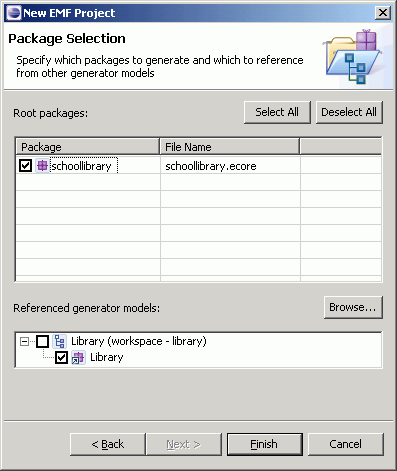 New EMF Project
Package Selection
Specify which packages to generate and which to reference
from other generator models
Root packages:
Select All
Deselect All
Package
File Name
schoollibrary
schoollibrary.ecore
Referenced generator models:
Browse...
Library (workspace - library)
Library
< Back
Next >
Finish
Cancel